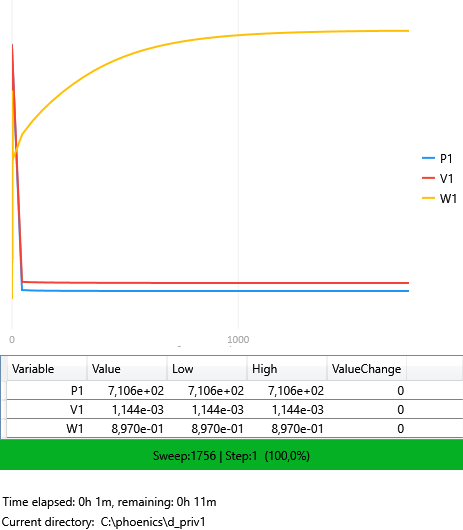 P1
V1
W1
0 1000
Variable Value Low High ValueChange
P1 7,106e+02 7,106e+02 7,106e+02 0
V1 1,144e-03 1,144e-03 1,144e-03 0
W1 8,970e-01 8,970e-01 8,970e-01 0
Sweep:1756 | Step:1 (100,0%)
Time elapsed: 0h 1m, remaining: 0h 11m
Current directory: C:\phoenics\d_priv1